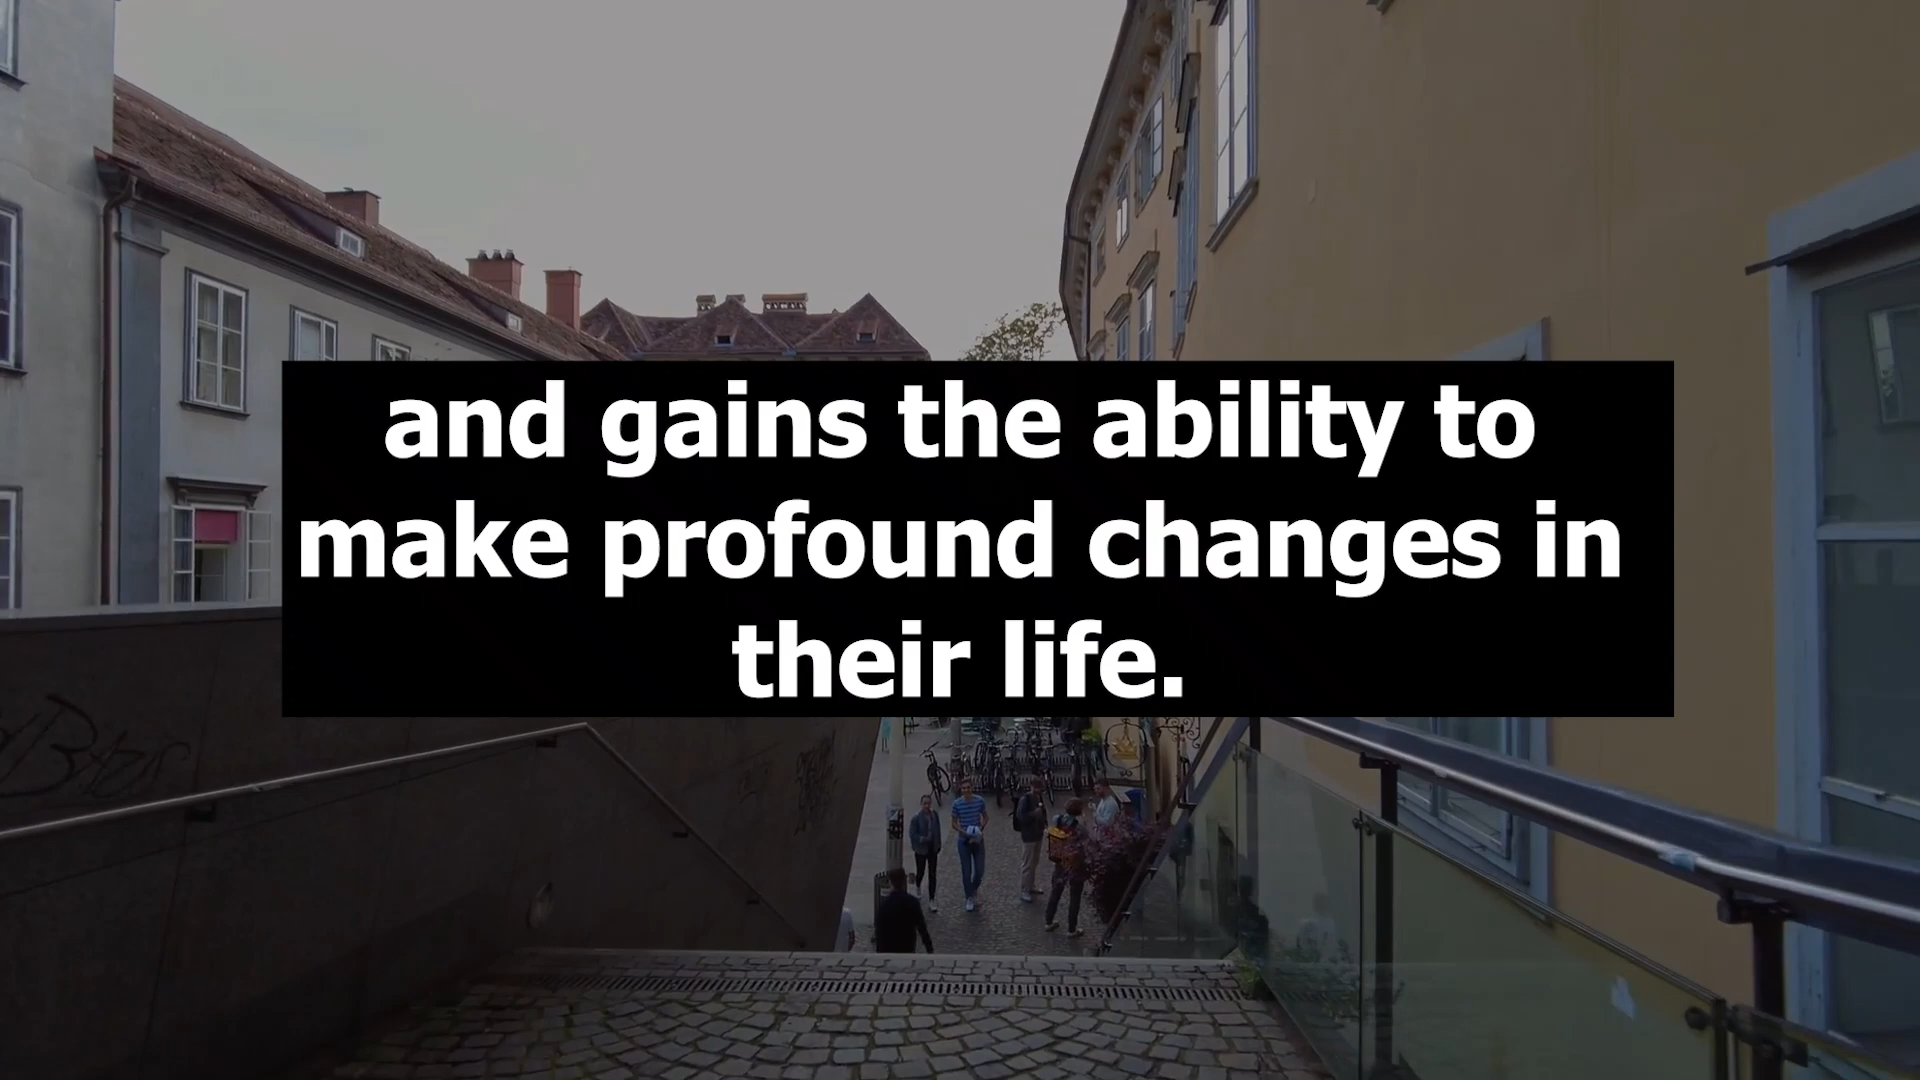 and gains the ability to
make profound changes in
their life.